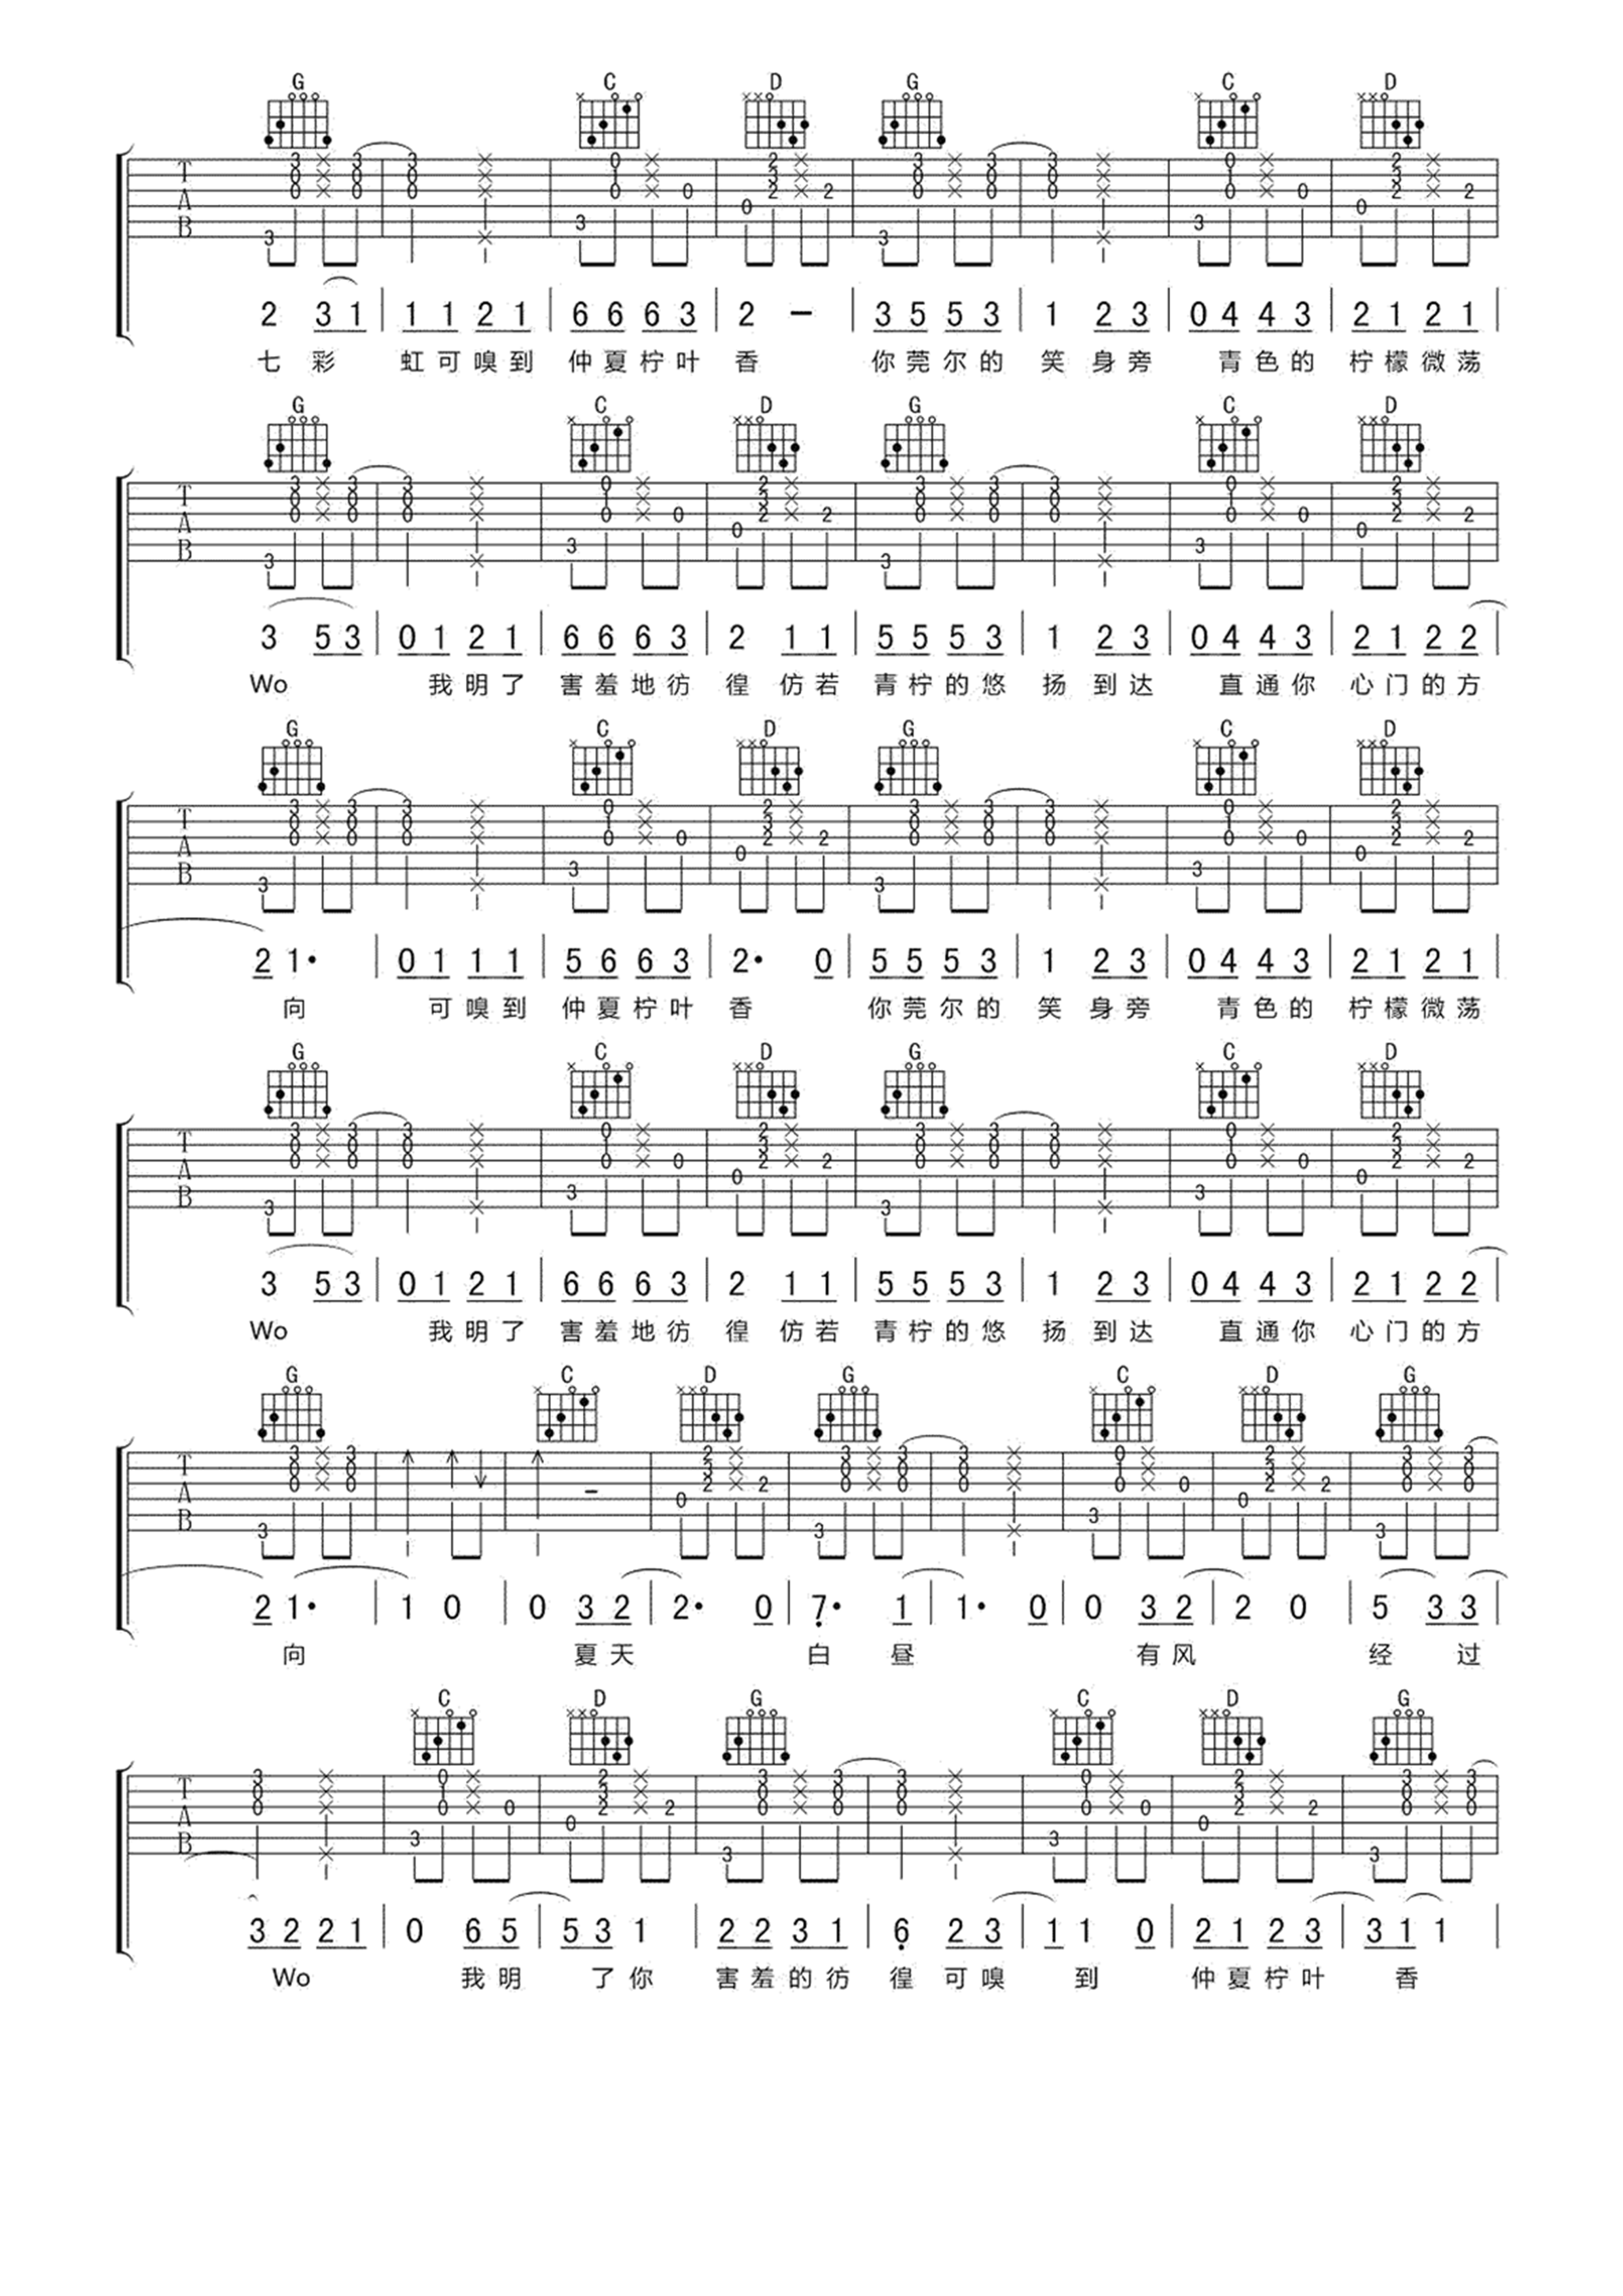 G C D G C D
2 3 1 | 1 1 2 1 | 6 6 6 3 | 2 － | 3 5 5 3 | 1 2 3 | 0 4 4 3 | 2 1 2 1 |
七 彩 虹 可 嗅 到 仲 夏 柠 叶 香 你 莞 尔 的 笑 身 旁 青 色 的 柠 檬 微 荡
G C D G C D
3 5 3 | 0 1 2 1 | 6 6 6 3 | 2 1 1 | 5 5 5 3 | 1 2 3 | 0 4 4 3 | 2 1 2 2 |
Wo 我 明 了 害 羞 地 彷 徨 仿 若 青 柠 的 悠 扬 到 达 直 通 你 心 门 的 方
G C D G C D
2 1· | 0 1 1 1 | 5 6 6 3 | 2· 0 | 5 5 5 3 | 1 2 3 | 0 4 4 3 | 2 1 2 1 |
向 可 嗅 到 仲 夏 柠 叶 香 你 莞 尔 的 笑 身 旁 青 色 的 柠 檬 微 荡
G C D G C D
3 5 3 | 0 1 2 1 | 6 6 6 3 | 2 1 1 | 5 5 5 3 | 1 2 3 | 0 4 4 3 | 2 1 2 2 |
Wo 我 明 了 害 羞 地 彷 徨 仿 若 青 柠 的 悠 扬 到 达 直 通 你 心 门 的 方
G C D G C D G
2 1· | 1 0 | 0 3 2 | 2· 0 | 7̣· 1 | 1· 0 | 0 3 2 | 2 0 | 5 3 3 |
向 夏 天 白 昼 有 风 经 过
C D G C D G
3 2 2 1 | 0 6 5 | 5 3 1 | 2 2 3 1 | 6̣ 2 3 | 1 1 0 | 2 1 2 3 | 3 1 1 |
Wo 我 明 了 你 害 羞 的 彷 徨 可 嗅 到 仲 夏 柠 叶 香